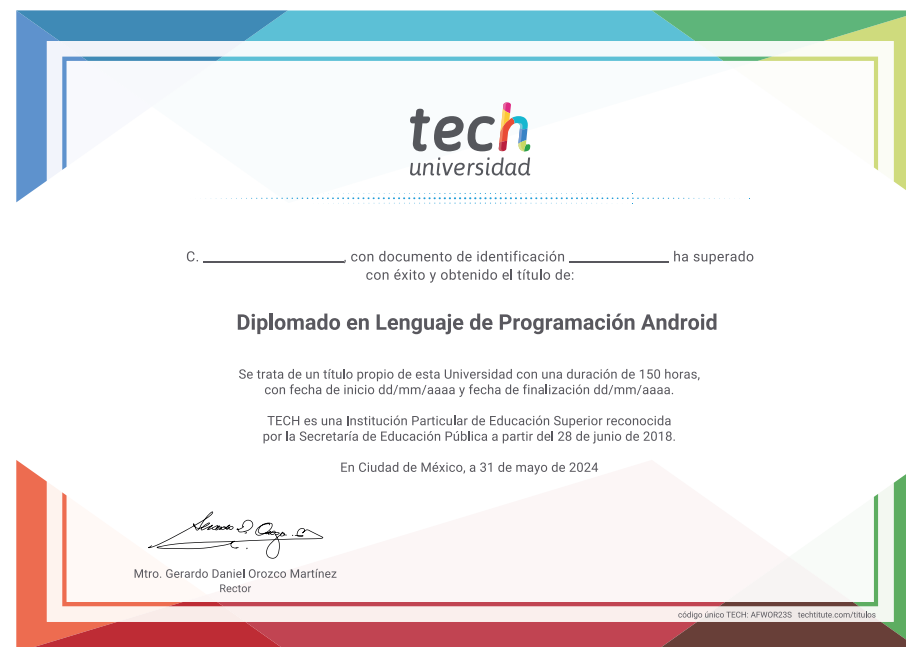 tech
universidad
C. ____________________, con documento de identificación ______________ ha superado
con éxito y obtenido el título de:
Diplomado en Lenguaje de Programación Android
Se trata de un título propio de esta Universidad con una duración de 150 horas,
con fecha de inicio dd/mm/aaaa y fecha de finalización dd/mm/aaaa.
TECH es una Institución Particular de Educación Superior reconocida
por la Secretaría de Educación Pública a partir del 28 de junio de 2018.
En Ciudad de México, a 31 de mayo de 2024
Mtro. Gerardo Daniel Orozco Martínez
Rector
código único TECH: AFWOR23S techtitute.com/titulos